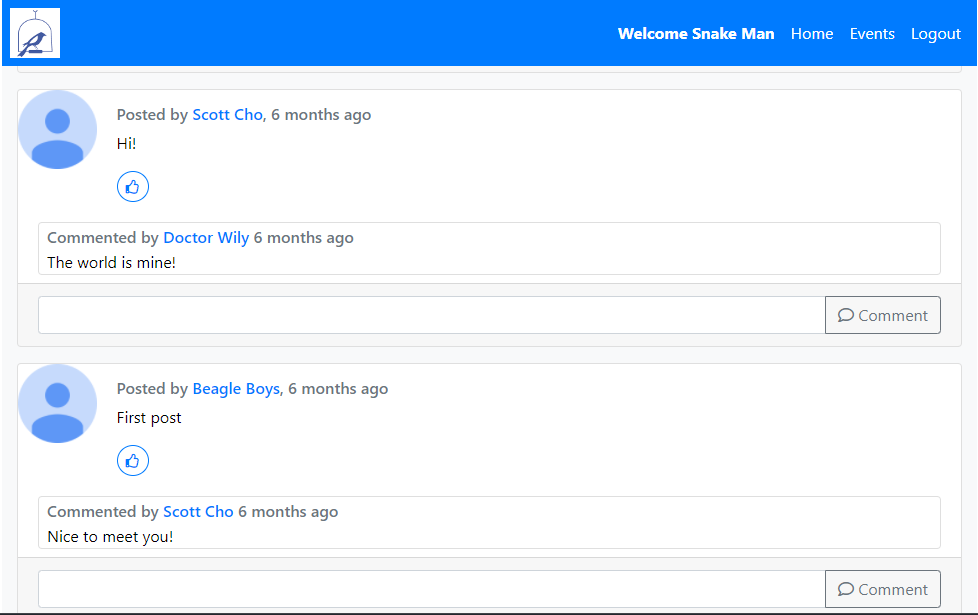 Welcome Snake Man Home Events Logout
Posted by Scott Cho, 6 months ago
Hi!
Commented by Doctor Wily 6 months ago
The world is mine!
Comment
Posted by Beagle Boys, 6 months ago
First post
Commented by Scott Cho 6 months ago
Nice to meet you!
Comment